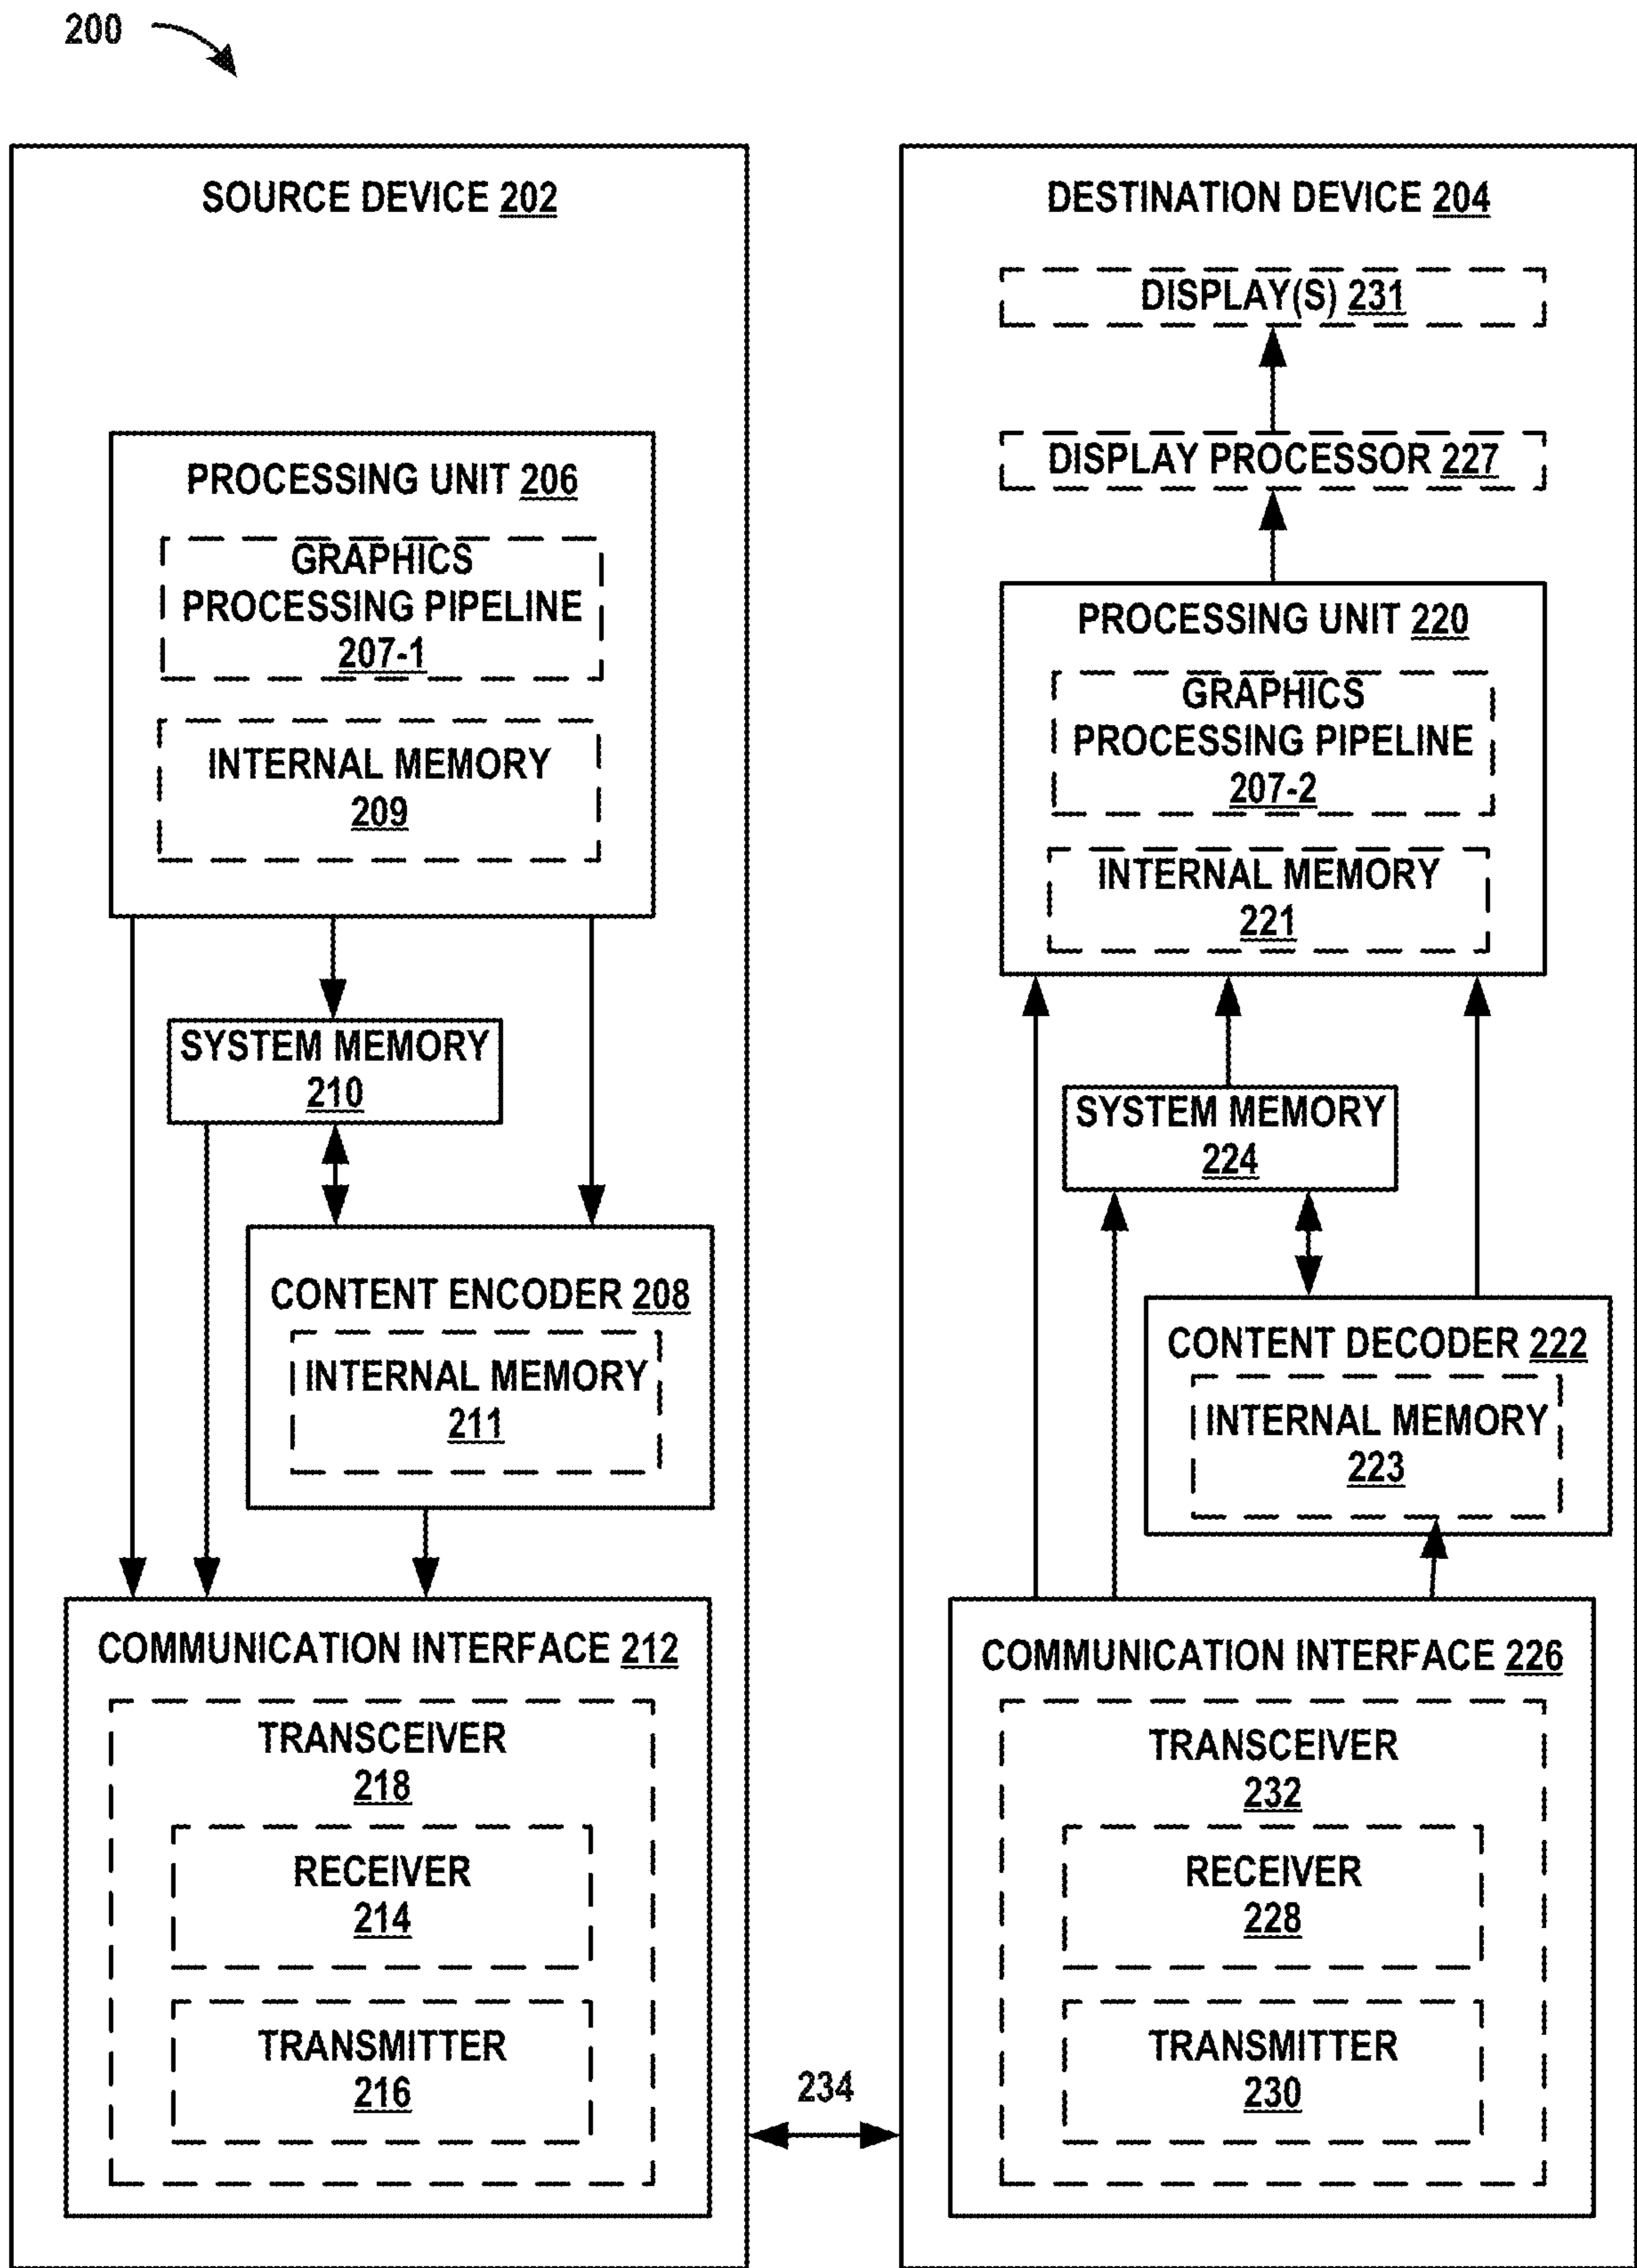 200
SOURCE DEVICE 202
PROCESSING UNIT 206
GRAPHICS
PROCESSING PIPELINE
207-1
INTERNAL MEMORY
209
SYSTEM MEMORY
210
CONTENT ENCODER 208
INTERNAL MEMORY
211
COMMUNICATION INTERFACE 212
TRANSCEIVER
218
RECEIVER
214
TRANSMITTER
216
234
DESTINATION DEVICE 204
DISPLAY(S) 231
DISPLAY PROCESSOR 227
PROCESSING UNIT 220
GRAPHICS
PROCESSING PIPELINE
207-2
INTERNAL MEMORY
221
SYSTEM MEMORY
224
CONTENT DECODER 222
INTERNAL MEMORY
223
COMMUNICATION INTERFACE 226
TRANSCEIVER
232
RECEIVER
228
TRANSMITTER
230